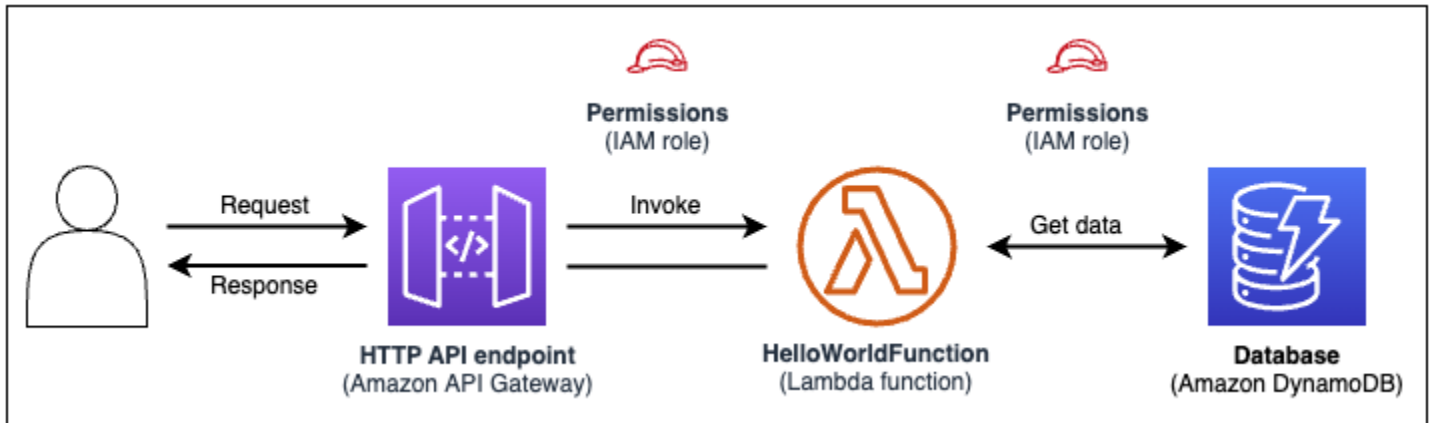 Permissions
(IAM role)
Permissions
(IAM role)
Request
Response
</>
Invoke
Get data
HTTP API endpoint
(Amazon API Gateway)
HelloWorldFunction
(Lambda function)
Database
(Amazon DynamoDB)